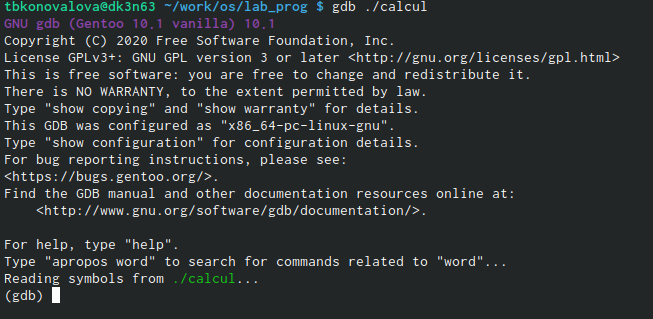 tbkonovalova@dk3n63 ~/work/os/lab_prog $ gdb ./calcul
GNU gdb (Gentoo 10.1 vanilla) 10.1
Copyright (C) 2020 Free Software Foundation, Inc.
License GPLv3+: GNU GPL version 3 or later <http://gnu.org/licenses/gpl.html>
This is free software: you are free to change and redistribute it.
There is NO WARRANTY, to the extent permitted by law.
Type "show copying" and "show warranty" for details.
This GDB was configured as "x86_64-pc-linux-gnu".
Type "show configuration" for configuration details.
For bug reporting instructions, please see:
<https://bugs.gentoo.org/>.
Find the GDB manual and other documentation resources online at:
    <http://www.gnu.org/software/gdb/documentation/>.

For help, type "help".
Type "apropos word" to search for commands related to "word"...
Reading symbols from ./calcul...
(gdb)